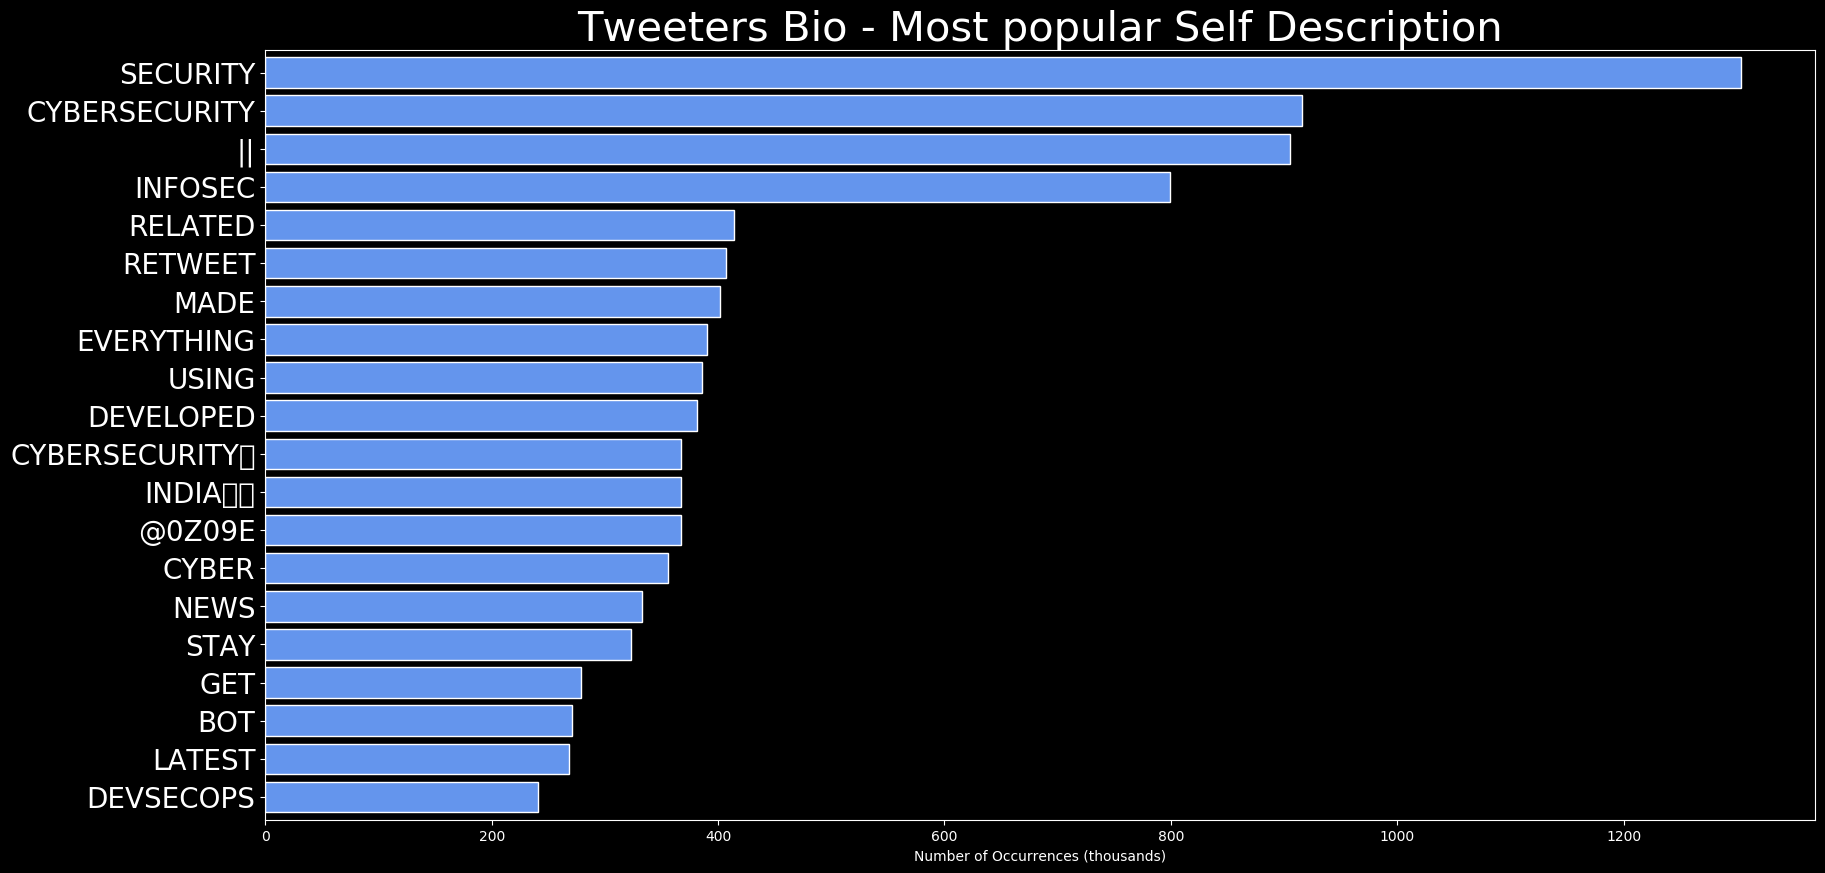 Tweeters Bio - Most popular Self Description
SECURITY
CYBERSECURITY
||
INFOSEC
RELATED
RETWEET
MADE
EVERYTHING
USING
DEVELOPED
CYBERSECURITY▯
INDIA▯▯
@0Z09E
CYBER
NEWS
STAY
GET
BOT
LATEST
DEVSECOPS
0 200 400 600 800 1000 1200
Number of Occurrences (thousands)